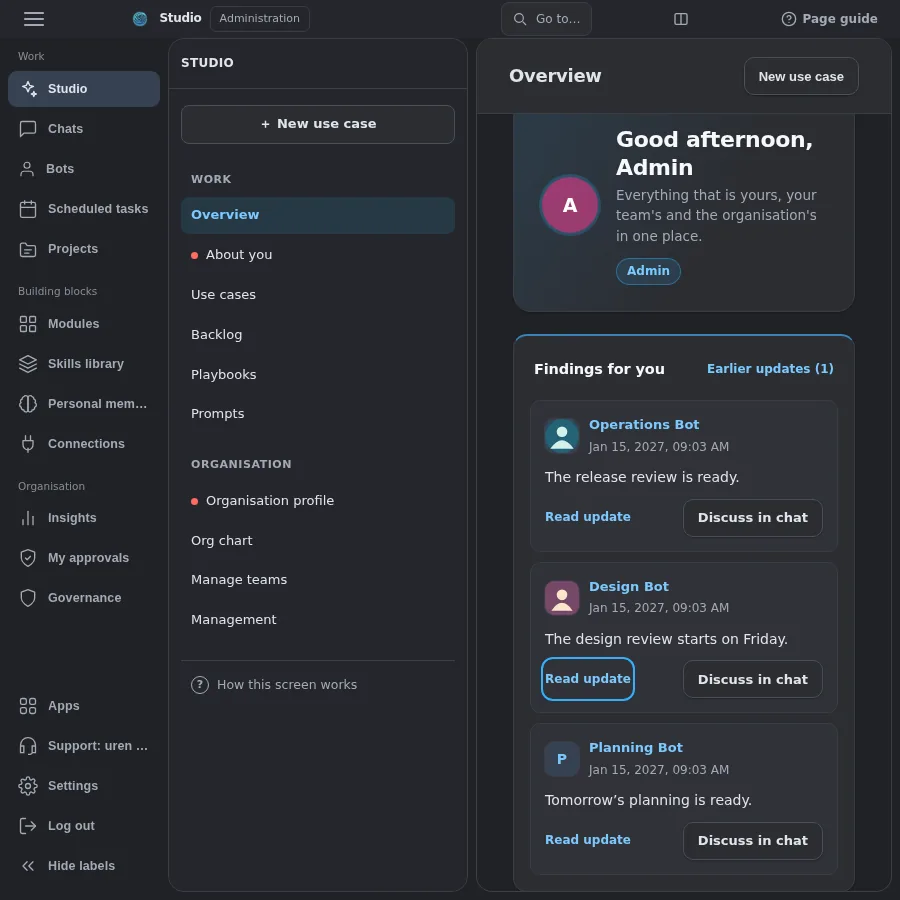 Studio
Administration
Go to...
Page guide
Work
Studio
Chats
Bots
Scheduled tasks
Projects
Building blocks
Modules
Skills library
Personal mem...
Connections
Organisation
Insights
My approvals
Governance
Apps
Support: uren ...
Settings
Log out
Hide labels
STUDIO
+ New use case
WORK
Overview
About you
Use cases
Backlog
Playbooks
Prompts
ORGANISATION
Organisation profile
Org chart
Manage teams
Management
? How this screen works
Overview
New use case
A
Good afternoon,
Admin
Everything that is yours, your
team's and the organisation's
in one place.
Admin
Findings for you
Earlier updates (1)
Operations Bot
Jan 15, 2027, 09:03 AM
The release review is ready.
Read update
Discuss in chat
Design Bot
Jan 15, 2027, 09:03 AM
The design review starts on Friday.
Read update
Discuss in chat
P
Planning Bot
Jan 15, 2027, 09:03 AM
Tomorrow’s planning is ready.
Read update
Discuss in chat